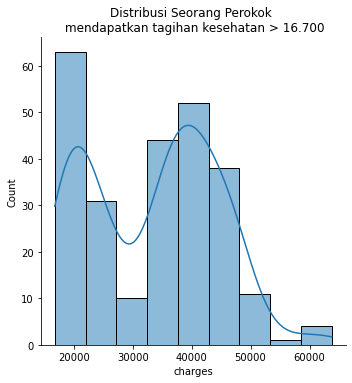 Distribusi Seorang Perokok
mendapatkan tagihan kesehatan > 16.700
60
50
40
30
20
10
0
Count
20000 30000 40000 50000 60000
charges